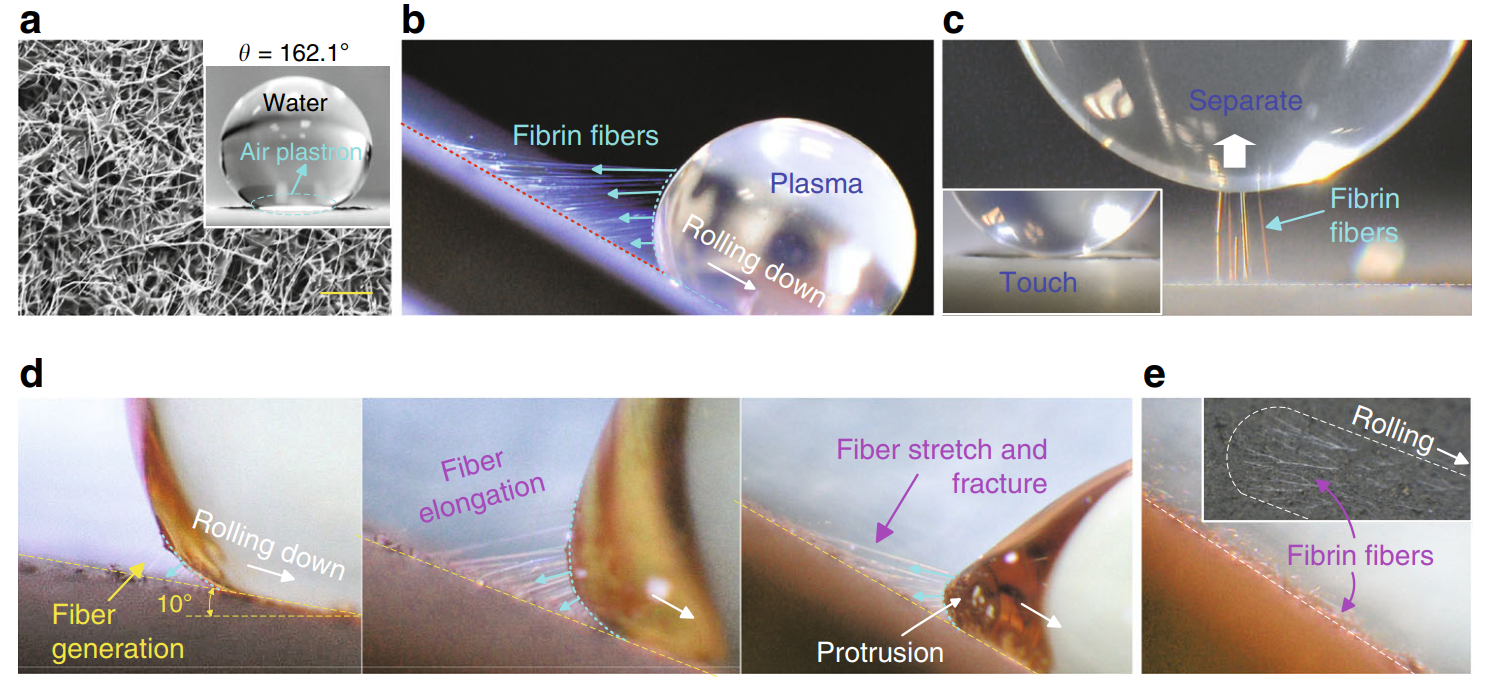 a
θ = 162.1°
Water
Air plastron
b
Fibrin fibers
Plasma
Rolling down
c
Separate
Fibrin
fibers
Touch
d
Rolling down
Fiber
generation
10°
Fiber
elongation
Fiber stretch and
fracture
Protrusion
e
Rolling
Fibrin fibers